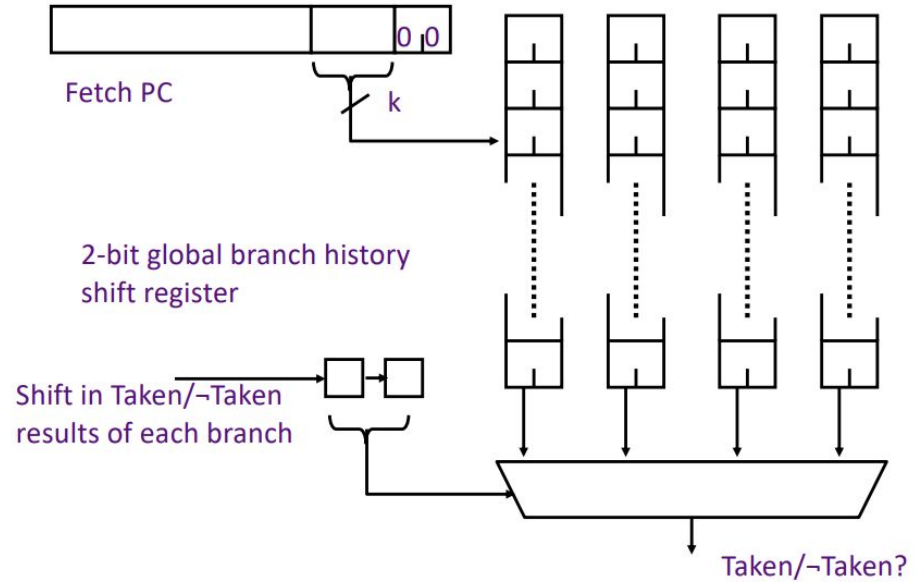 0 0
Fetch PC
k
2-bit global branch history
shift register
Shift in Taken/¬Taken
results of each branch
Taken/¬Taken?